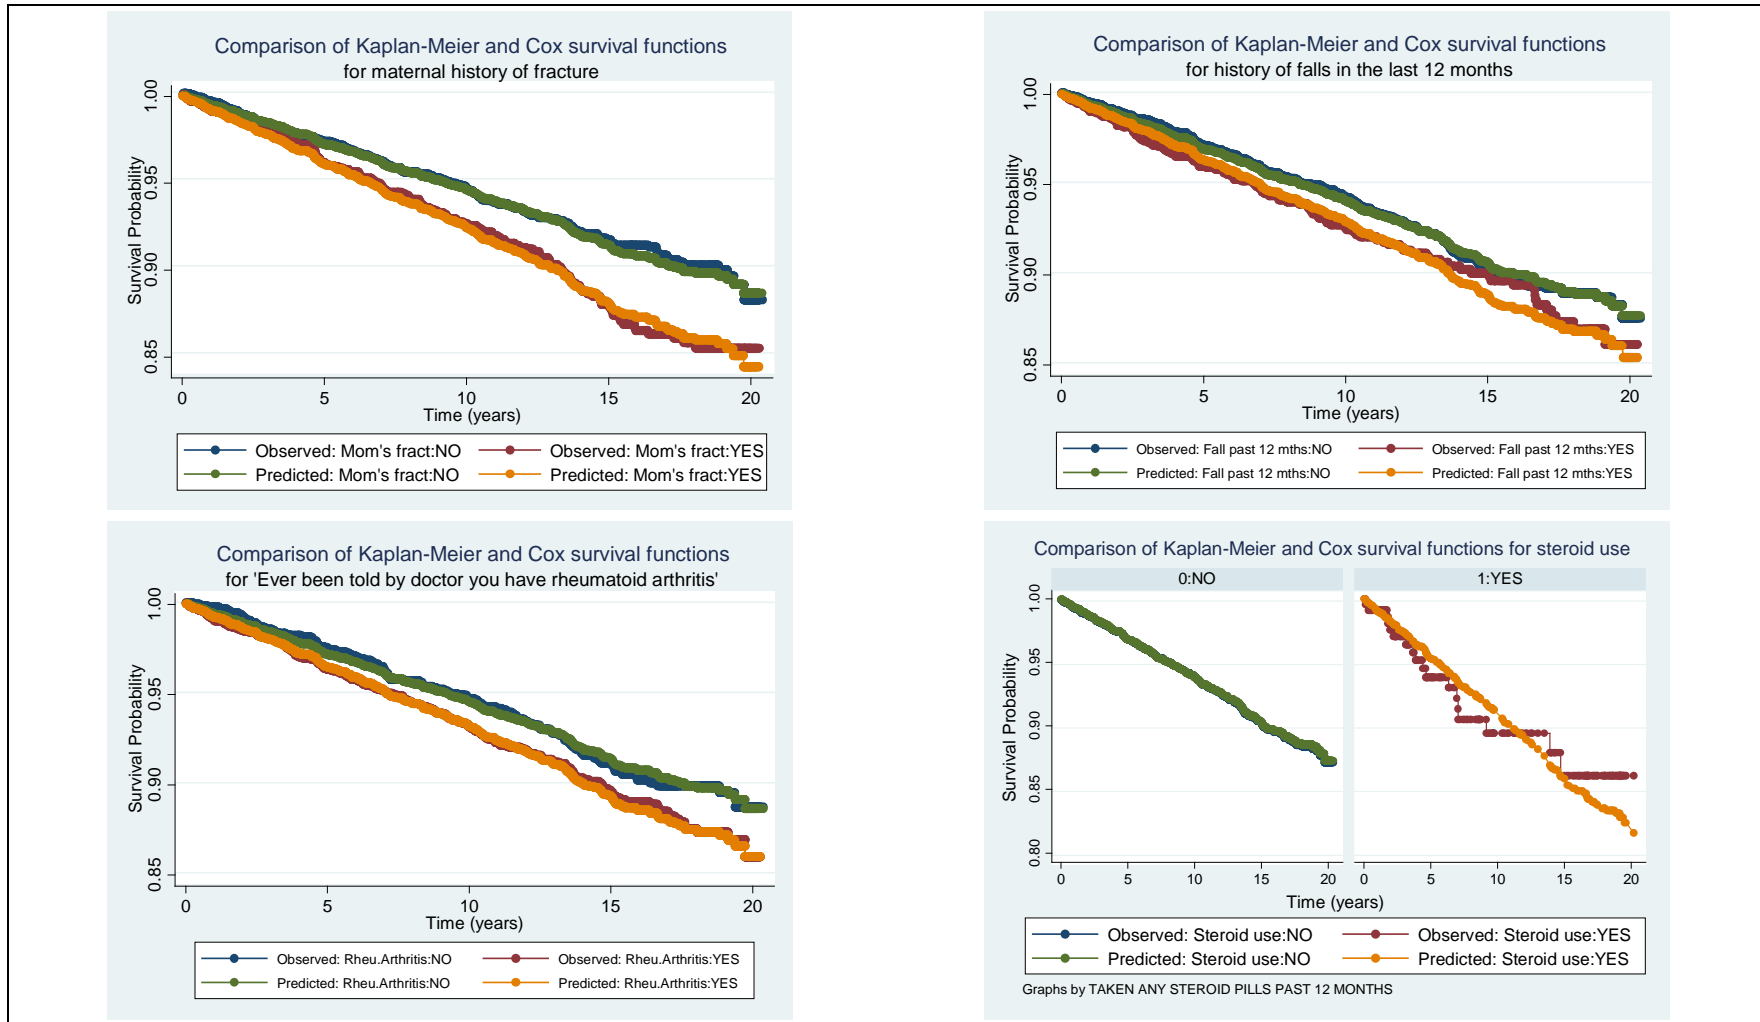 Comparison of Kaplan-Meier and Cox survival functions
for maternal history of fracture
Survival Probability
1.00
0.95
0.90
0.85
0 5 10 15 20
Time (years)
Observed: Mom's fract:NO Observed: Mom's fract:YES
Predicted: Mom's fract:NO Predicted: Mom's fract:YES
Comparison of Kaplan-Meier and Cox survival functions
for history of falls in the last 12 months
Survival Probability
1.00
0.95
0.90
0.85
0 5 10 15 20
Time (years)
Observed: Fall past 12 mths:NO Observed: Fall past 12 mths:YES
Predicted: Fall past 12 mths:NO Predicted: Fall past 12 mths:YES
Comparison of Kaplan-Meier and Cox survival functions
for 'Ever been told by doctor you have rheumatoid arthritis'
Survival Probability
1.00
0.95
0.90
0.85
0 5 10 15 20
Time (years)
Observed: Rheu.Arthritis:NO Observed: Rheu.Arthritis:YES
Predicted: Rheu.Arthritis:NO Predicted: Rheu.Arthritis:YES
Comparison of Kaplan-Meier and Cox survival functions for steroid use
0:NO 1:YES
Survival Probability
1.00
0.95
0.90
0.85
0.80
0 5 10 15 20 0 5 10 15 20
Time (years)
Observed: Steroid use:NO Observed: Steroid use:YES
Predicted: Steroid use:NO Predicted: Steroid use:YES
Graphs by TAKEN ANY STEROID PILLS PAST 12 MONTHS